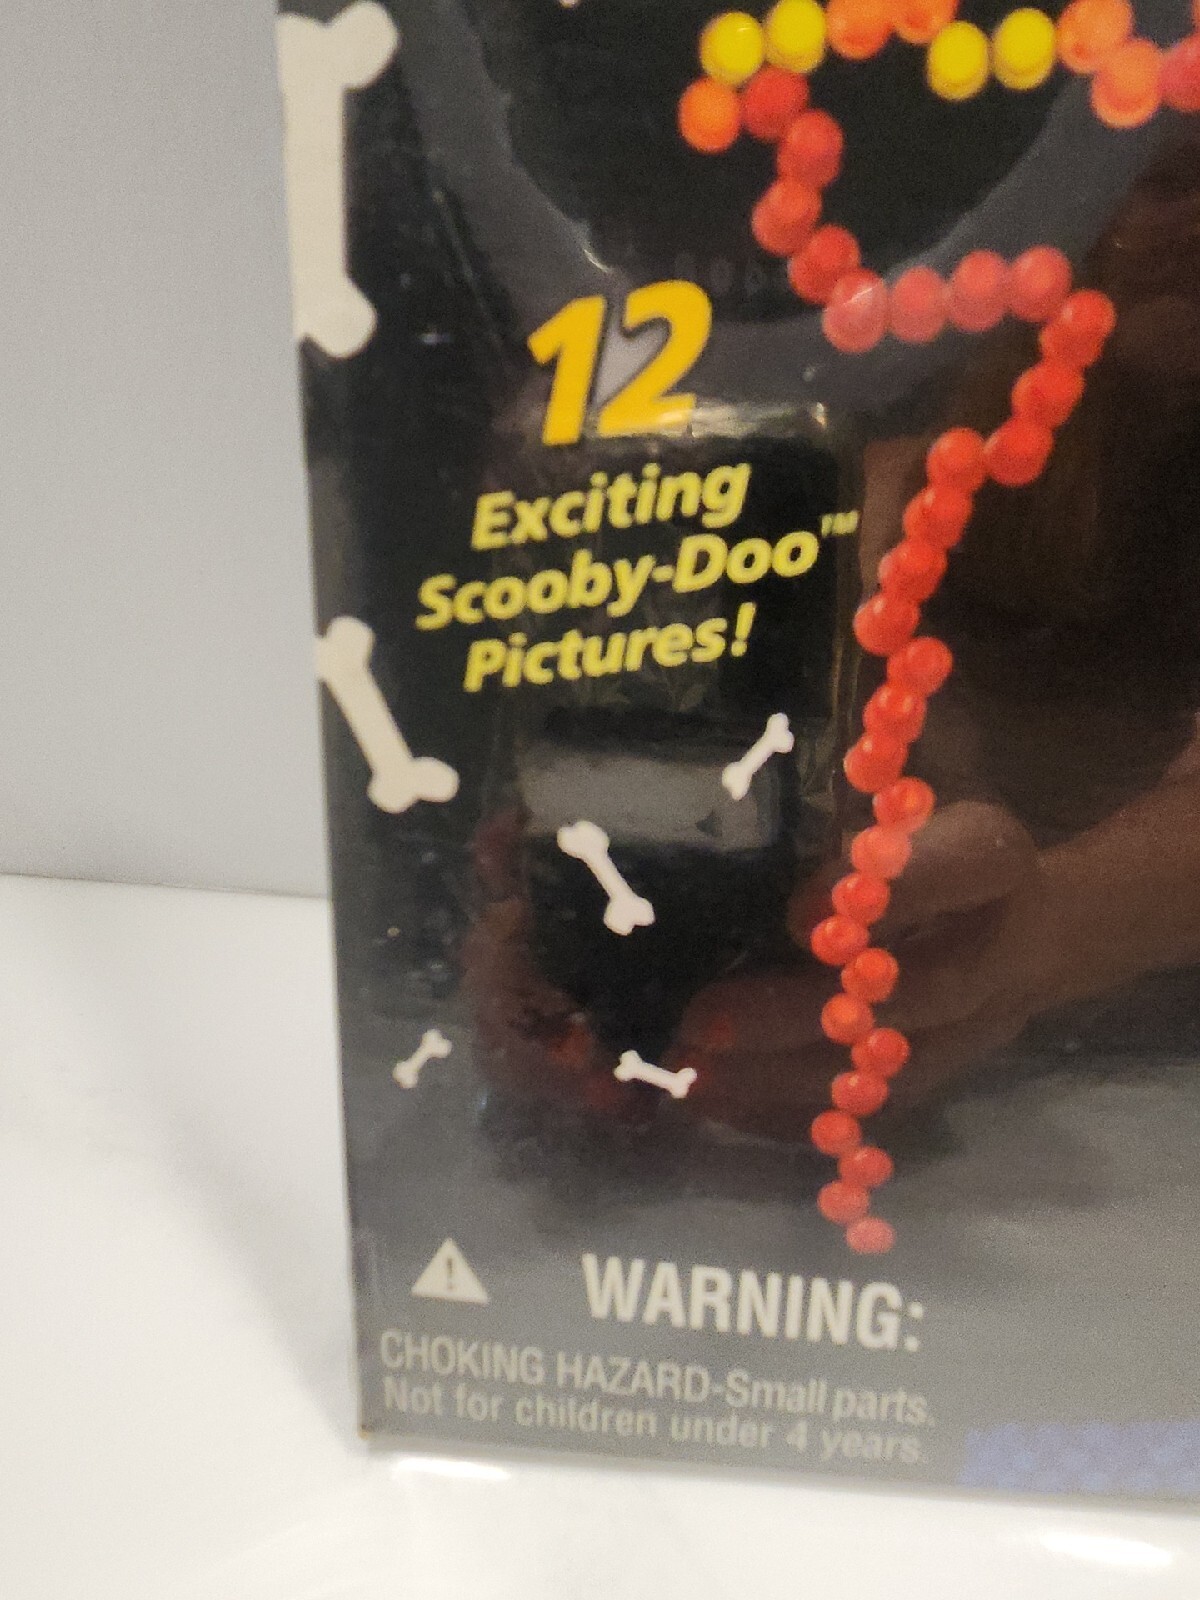 12
Exciting
Scooby-Doo™
Pictures!
WARNING:
CHOKING HAZARD-Small parts.
Not for children under 4 years.